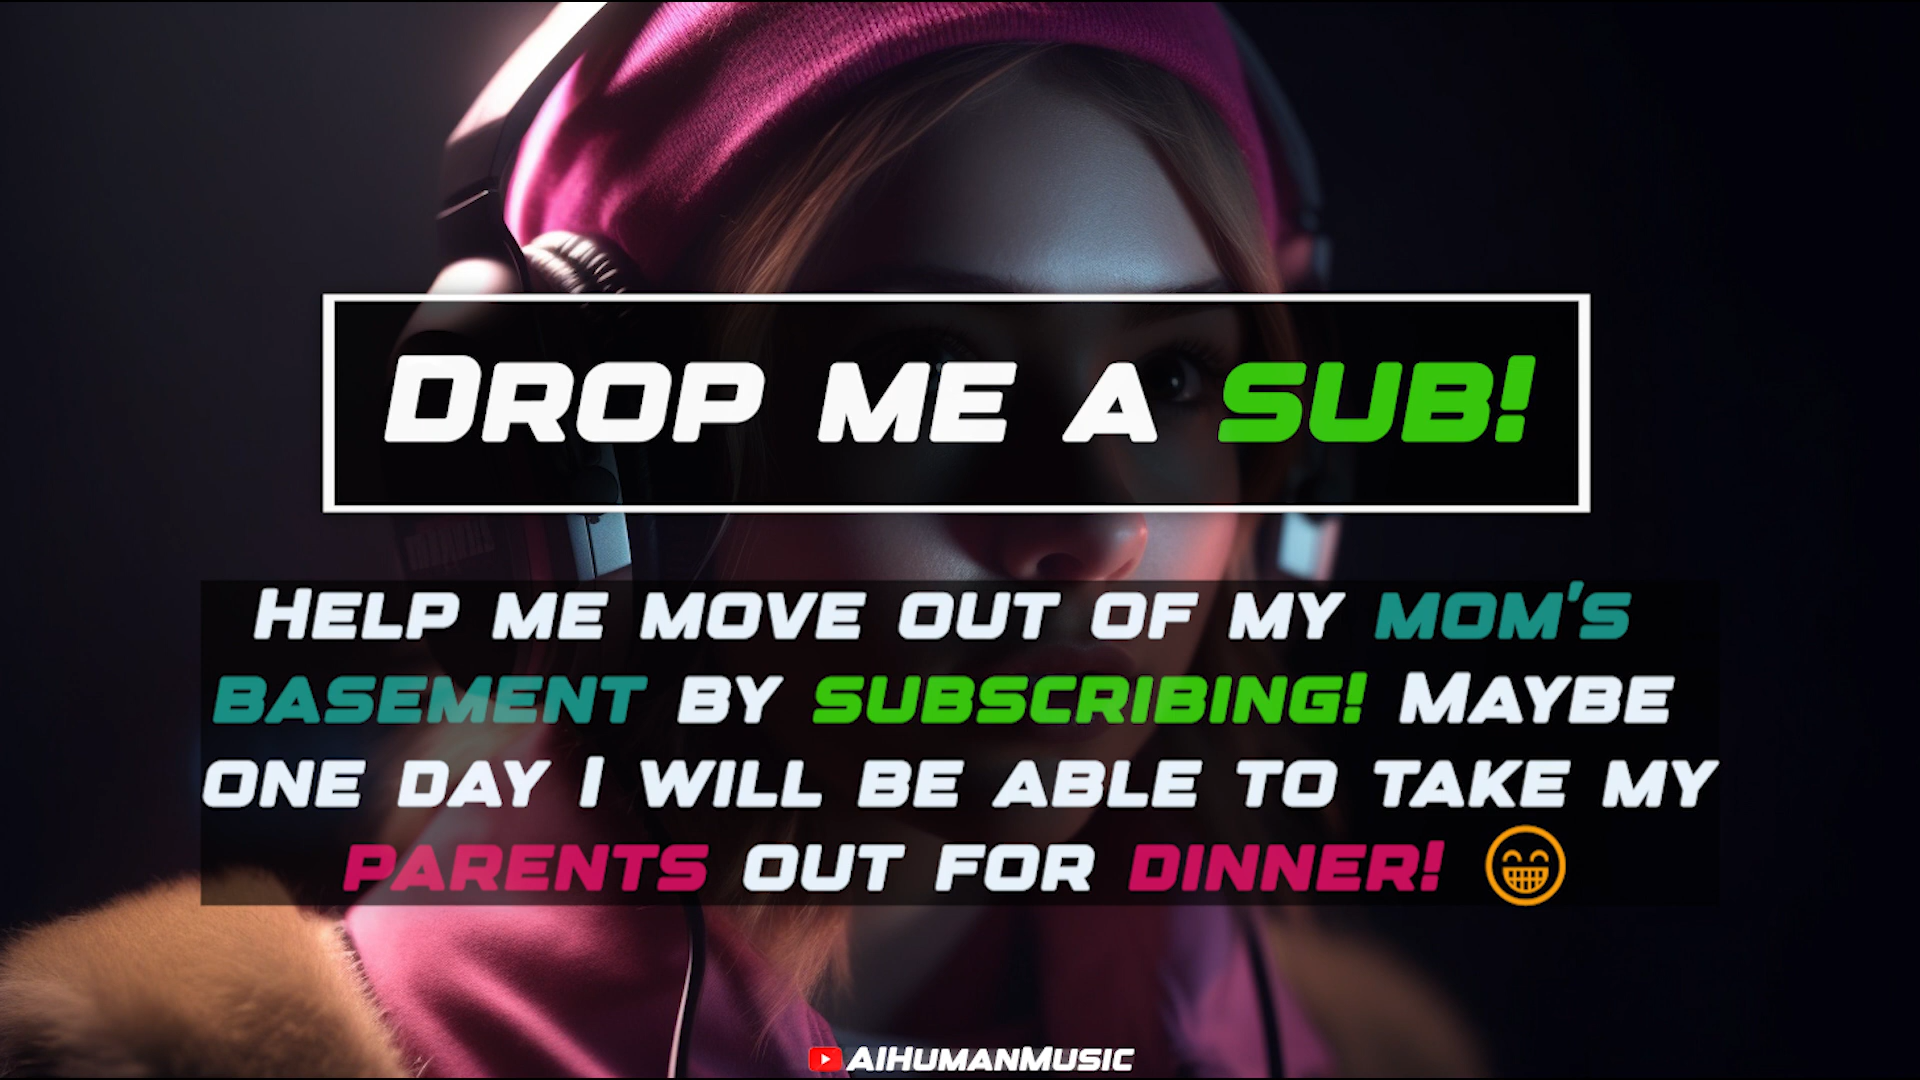 Drop me a sub!
Help me move out of my mom's
basement by subscribing! Maybe
one day I will be able to take my
parents out for dinner! 😁
AIHumanMusic